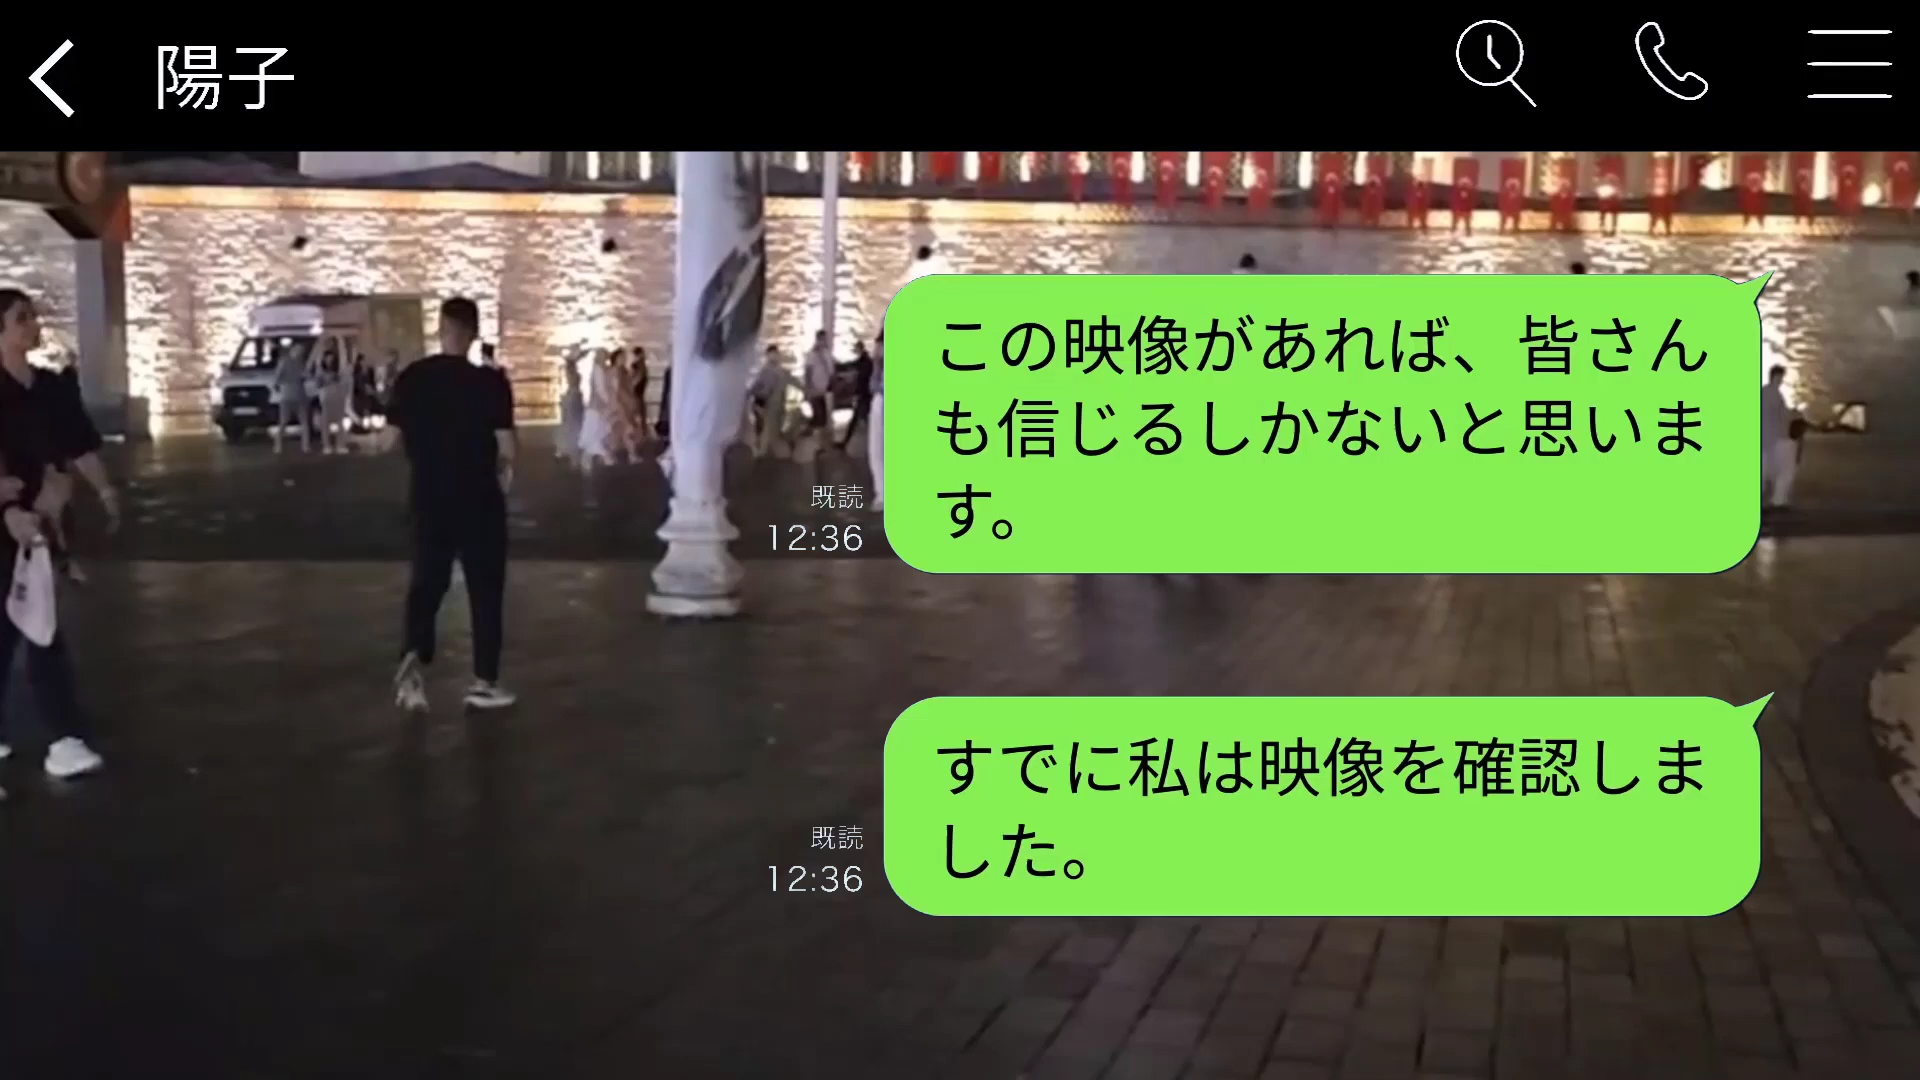 陽子
この映像があれば、皆さん
も信じるしかないと思いま
す。
既読
12:36
すでに私は映像を確認しま
した。
既読
12:36